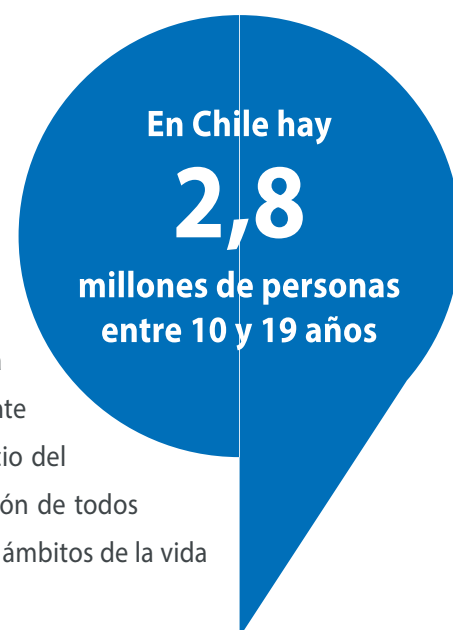 En Chile hay
2,8
millones de personas
entre 10 y 19 años
nte
io del
ón de todos
ámbitos de la vida